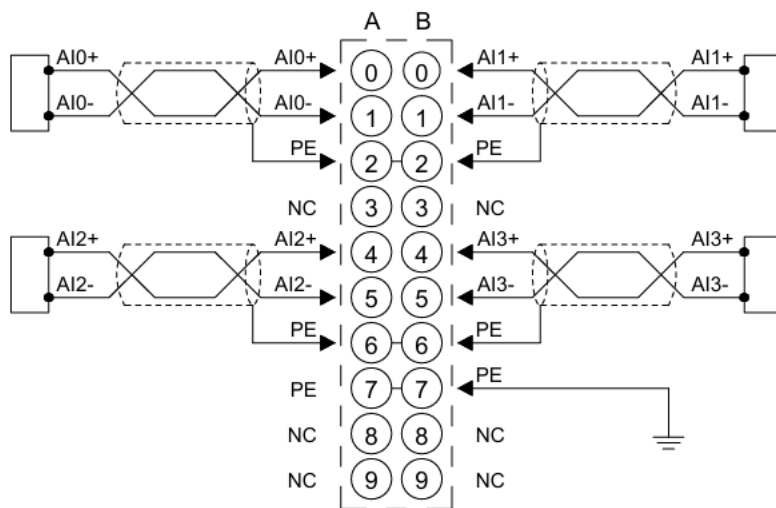 A B
AI0+ AI0+ 0 0 AI1+ AI1+
AI0- AI0- 1 1 AI1- AI1-
PE 2 2 PE
NC 3 3 NC
AI2+ AI2+ 4 4 AI3+ AI3+
AI2- AI2- 5 5 AI3- AI3-
PE 6 6 PE
PE 7 7 PE
NC 8 8 NC
NC 9 9 NC